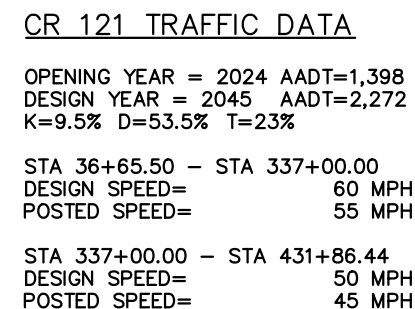 CR 121 TRAFFIC DATA
OPENING YEAR = 2024 AADT=1,398
DESIGN YEAR = 2045 AADT=2,272
K=9.5% D=53.5% T=23%
STA 36+65.50 – STA 337+00.00
DESIGN SPEED= 60 MPH
POSTED SPEED= 55 MPH
STA 337+00.00 – STA 431+86.44
DESIGN SPEED= 50 MPH
POSTED SPEED= 45 MPH